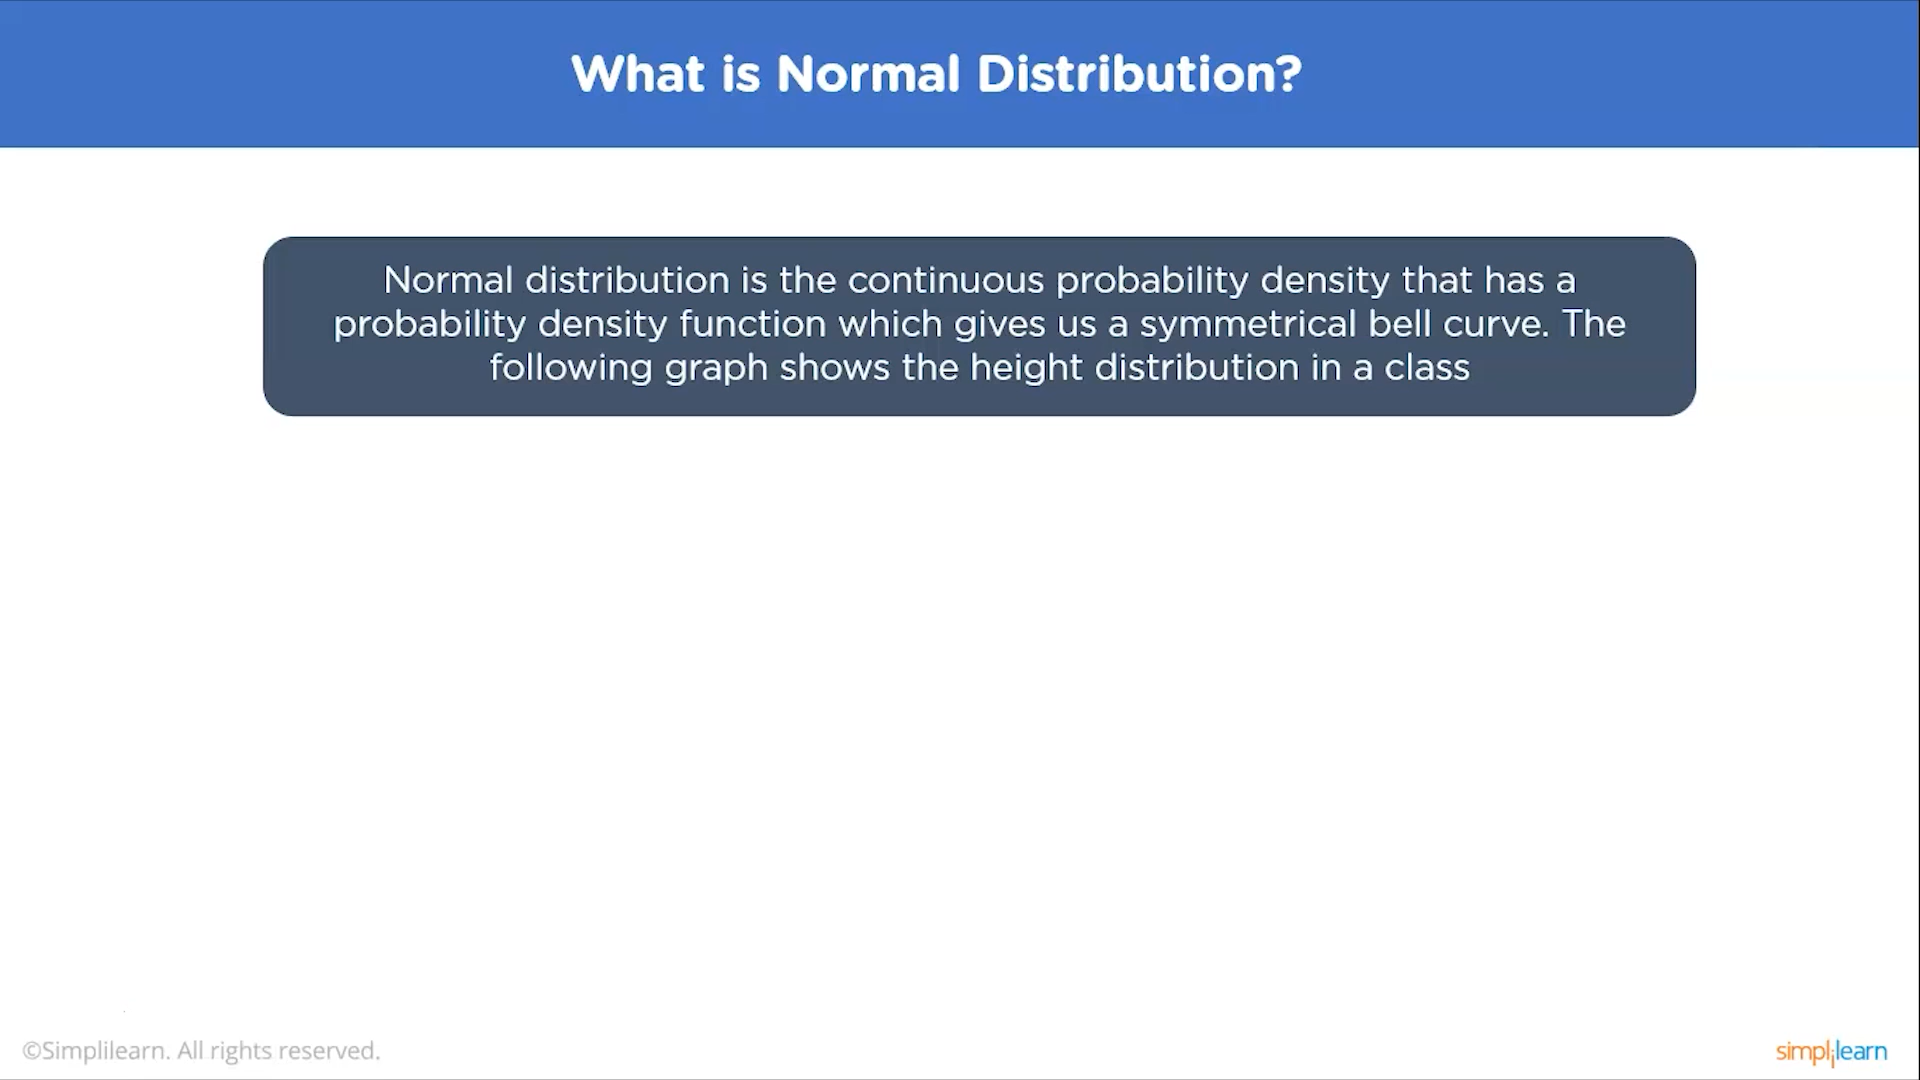 What is Normal Distribution?
Normal distribution is the continuous probability density that has a
probability density function which gives us a symmetrical bell curve. The
following graph shows the height distribution in a class
©Simplilearn. All rights reserved.
simplilearn